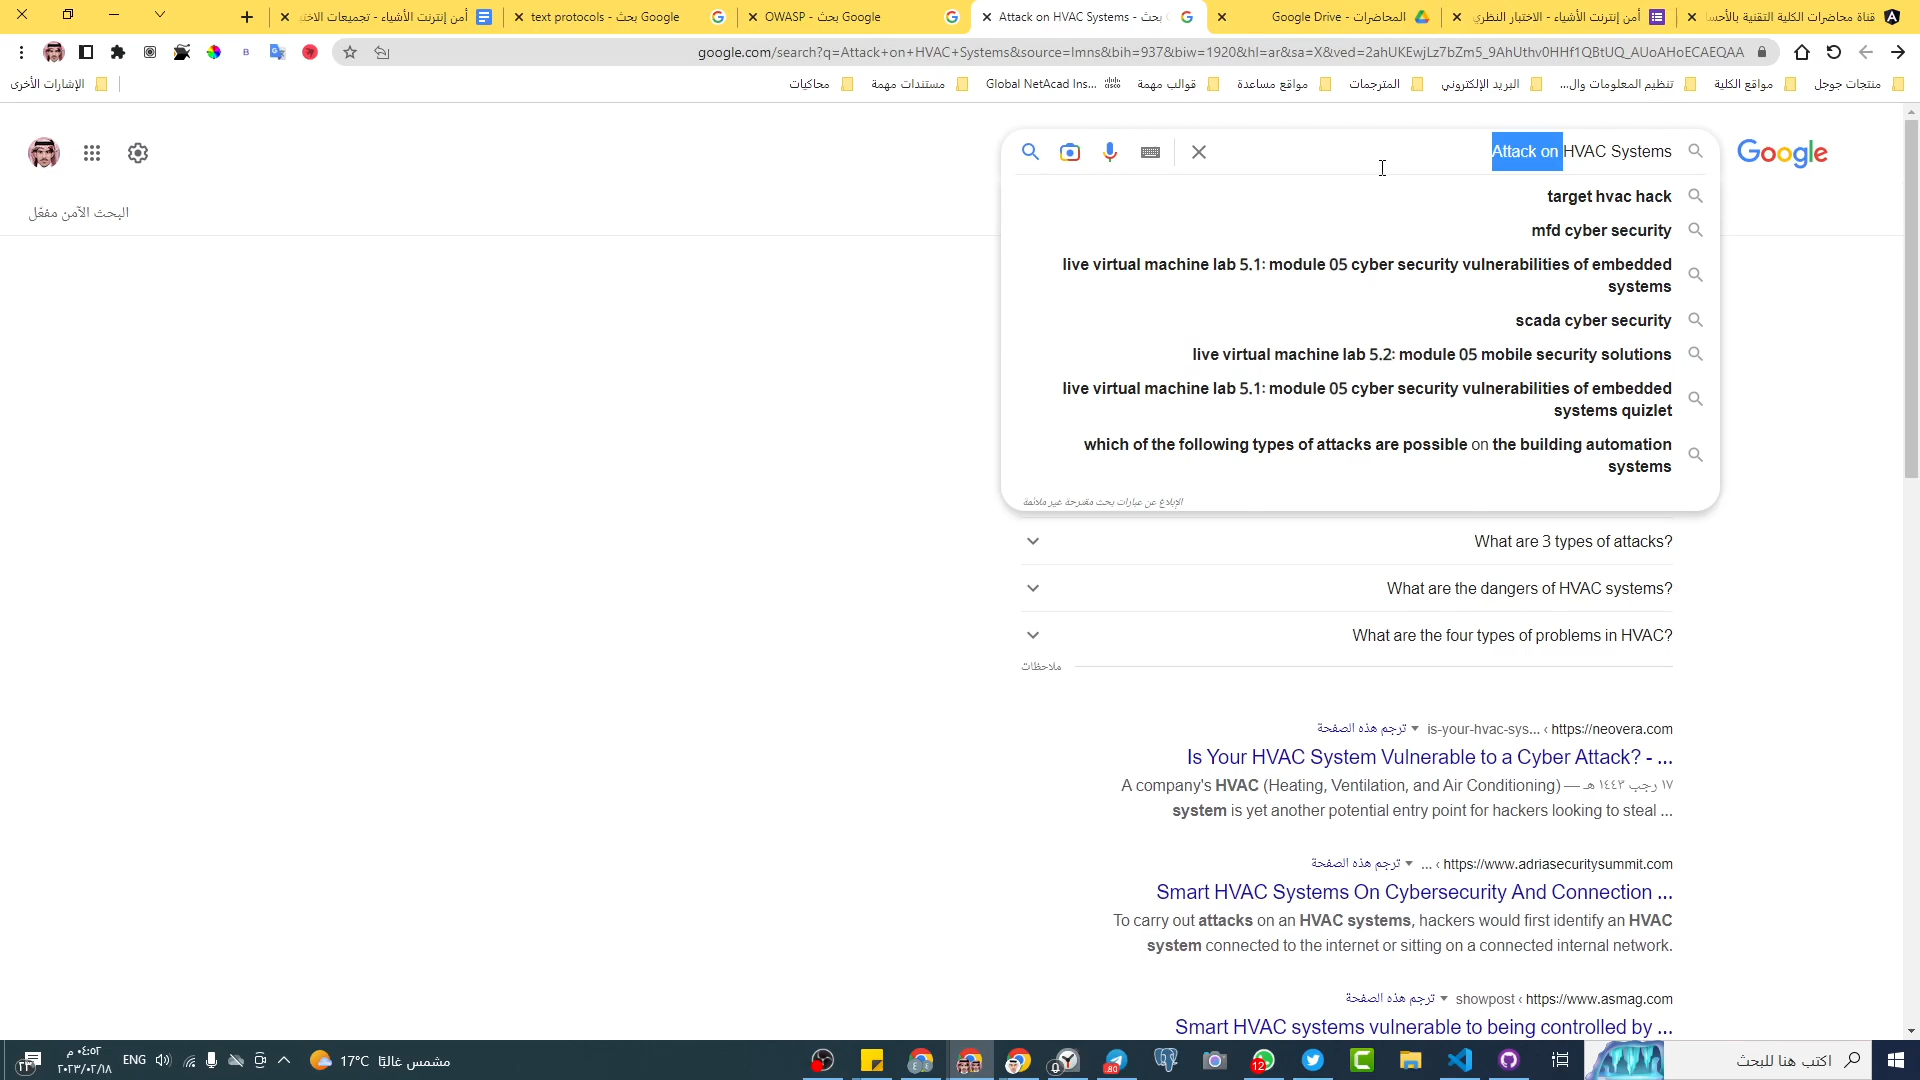 قناة محاضرات الكلية التقنية بالأحسا
أمن إنترنت الأشياء - الاختبار النظري
Google Drive - المحاضرات
Attack on HVAC Systems - بحث
OWASP - بحث Google
text protocols - بحث Google
أمن إنترنت الأشياء - تجميعات الاختب
google.com/search?q=Attack+on+HVAC+Systems&source=lmns&bih=937&biw=1920&hl=ar&sa=X&ved=2ahUKEwjLz7bZm5_9AhUthv0HHf1QBtUQ_AUoAHoECAEQAA
منتجات جوجل
مواقع الكلية
تنظيم المعلومات وال...
البريد الإلكتروني
المترجمات
مواقع مساعدة
قوالب مهمة
Global NetAcad Ins...
مستندات مهمة
محاكيات
الإشارات الأخرى
Google
Attack on HVAC Systems
target hvac hack
mfd cyber security
live virtual machine lab 5.1: module 05 cyber security vulnerabilities of embedded
systems
scada cyber security
live virtual machine lab 5.2: module 05 mobile security solutions
live virtual machine lab 5.1: module 05 cyber security vulnerabilities of embedded
systems quizlet
which of the following types of attacks are possible on the building automation
systems
الإبلاغ عن عبارات بحث مقترحة غير ملائمة
البحث الآمن مفعّل
What are 3 types of attacks?
What are the dangers of HVAC systems?
What are the four types of problems in HVAC?
ملاحظات
https://neovera.com › is-your-hvac-sys... ترجم هذه الصفحة
Is Your HVAC System Vulnerable to a Cyber Attack? - ...
١٧ رجب ١٤٤٣ هـ — A company's HVAC (Heating, Ventilation, and Air Conditioning)
system is yet another potential entry point for hackers looking to steal ...
https://www.adriasecuritysummit.com › ... ترجم هذه الصفحة
Smart HVAC Systems On Cybersecurity And Connection ...
To carry out attacks on an HVAC systems, hackers would first identify an HVAC
system connected to the internet or sitting on a connected internal network.
https://www.asmag.com › showpost ترجم هذه الصفحة
Smart HVAC systems vulnerable to being controlled by ...
اكتب هنا للبحث
12
80
0
17°C مشمس غالبًا
ENG
٠٤:٥٢ م
٢٠٢٣/٠٢/١٨